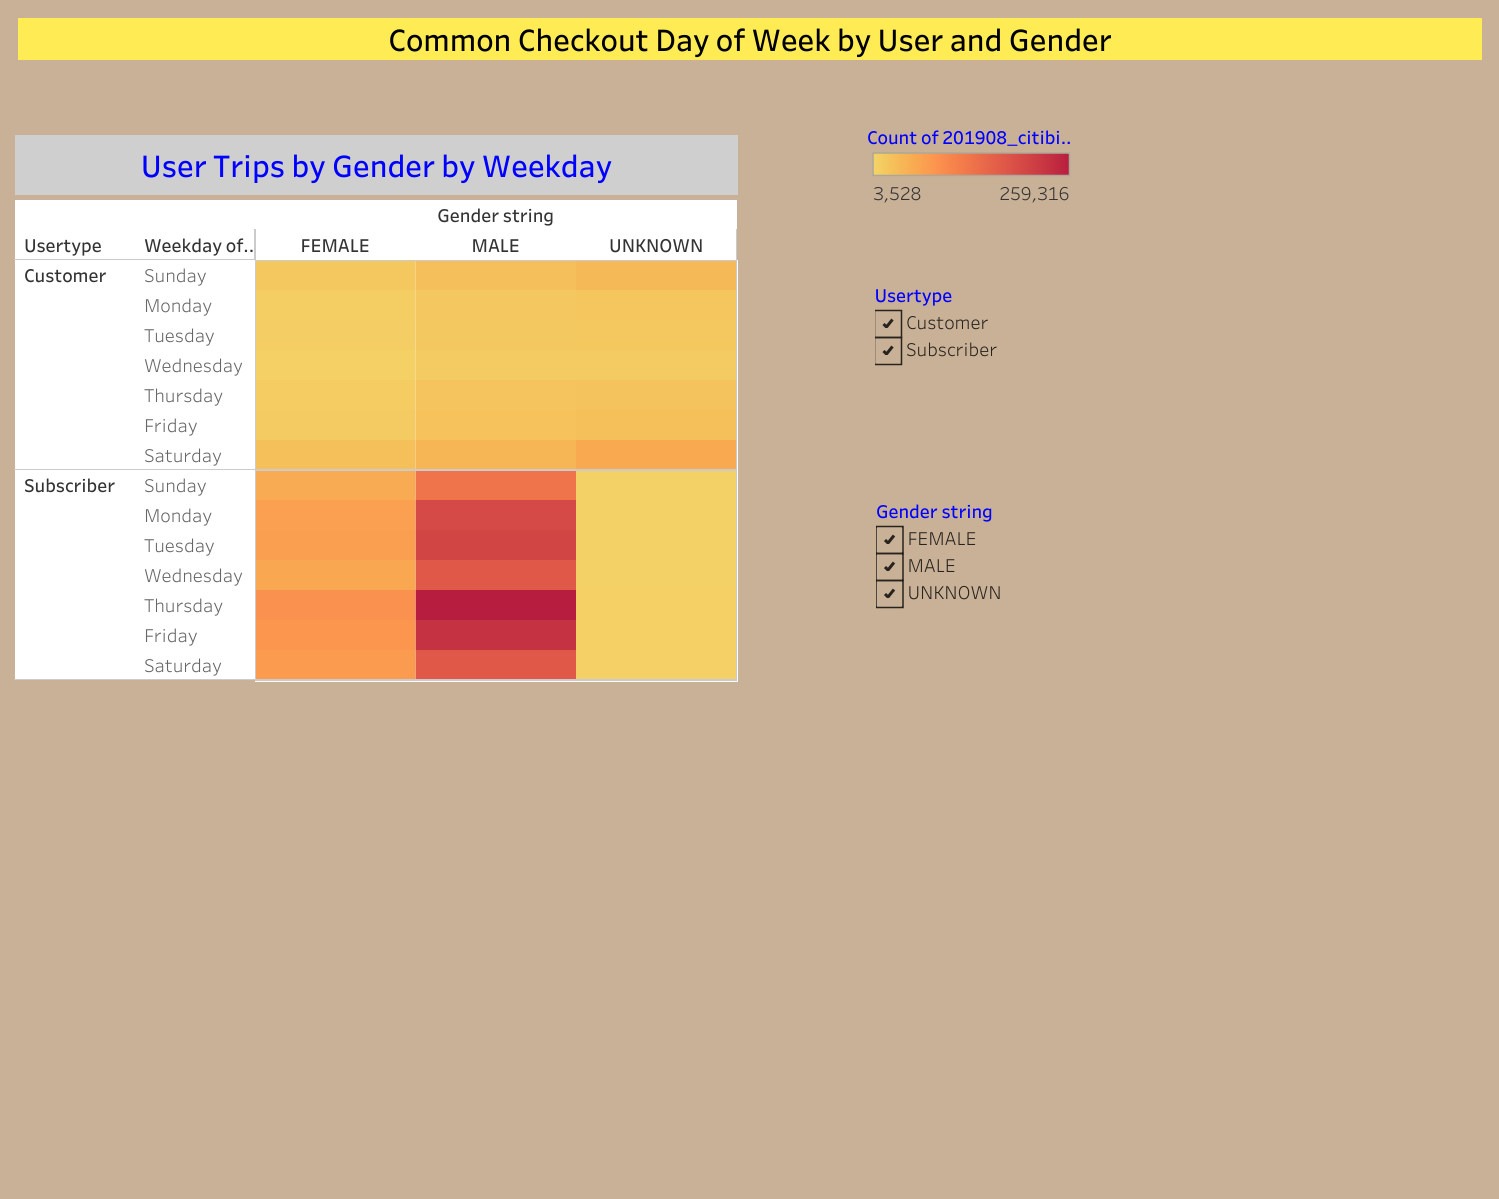 Common Checkout Day of Week by User and Gender
User Trips by Gender by Weekday
Gender string
Usertype Weekday of.. FEMALE MALE UNKNOWN
Customer Sunday
Monday
Tuesday
Wednesday
Thursday
Friday
Saturday
Subscriber Sunday
Monday
Tuesday
Wednesday
Thursday
Friday
Saturday
Count of 201908_citibi..
3,528 259,316
Usertype
Customer
Subscriber
Gender string
FEMALE
MALE
UNKNOWN